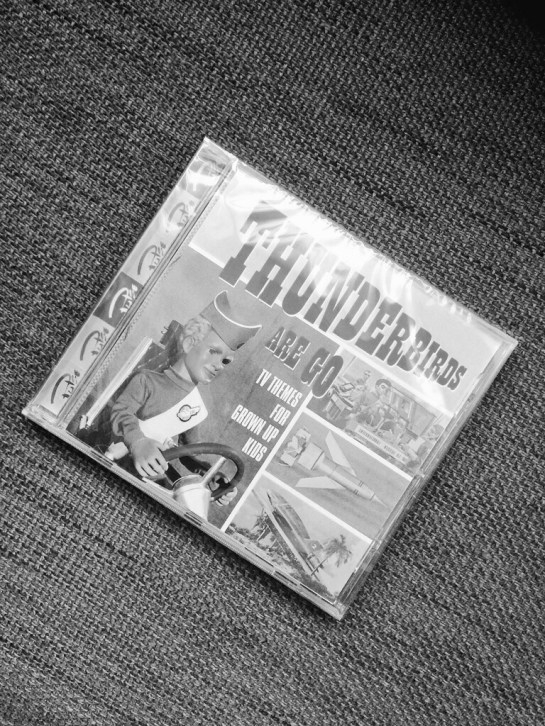 THUNDERBIRDS
ARE GO
TV THEMES
FOR
GROWN UP
KIDS